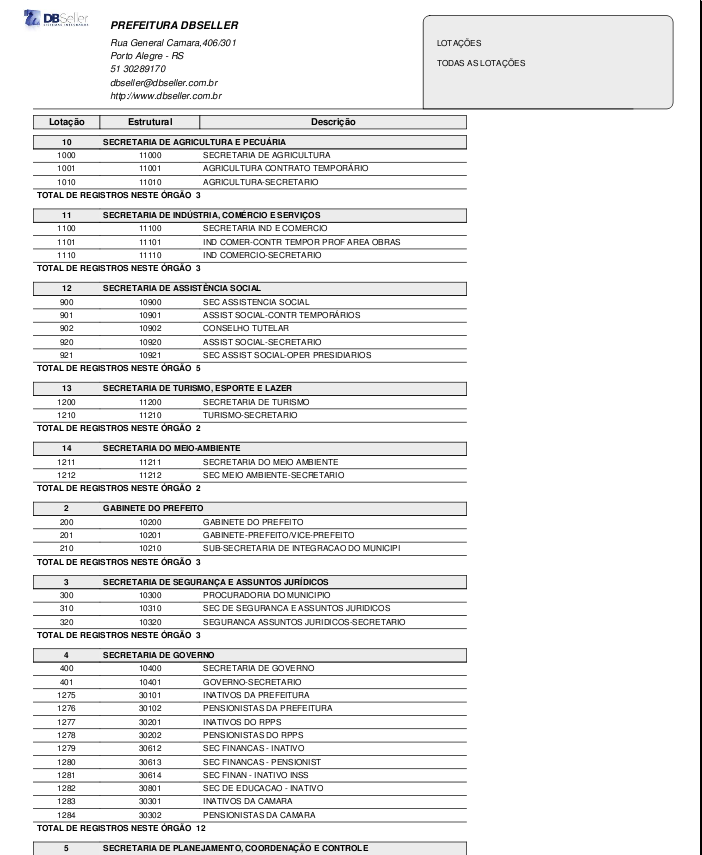 DBSeller
PREFEITURA DBSELLER
Rua General Camara,406/301
Porto Alegre - RS
51 30289170
dbseller@dbseller.com.br
http://www.dbseller.com.br
LOTAÇÕES
TODAS AS LOTAÇÕES
Lotação Estrutural Descrição
10 SECRETARIA DE AGRICULTURA E PECUÁRIA
1000 11000 SECRETARIA DE AGRICULTURA
1001 11001 AGRICULTURA CONTRATO TEMPORÁRIO
1010 11010 AGRICULTURA-SECRETARIO
TOTAL DE REGISTROS NESTE ÓRGÃO 3
11 SECRETARIA DE INDÚSTRIA, COMÉRCIO E SERVIÇOS
1100 11100 SECRETARIA IND E COMERCIO
1101 11101 IND COMER-CONTR TEMPOR PROF AREA OBRAS
1110 11110 IND COMERCIO-SECRETARIO
TOTAL DE REGISTROS NESTE ÓRGÃO 3
12 SECRETARIA DE ASSISTÊNCIA SOCIAL
900 10900 SEC ASSISTENCIA SOCIAL
901 10901 ASSIST SOCIAL-CONTR TEMPORÁRIOS
902 10902 CONSELHO TUTELAR
920 10920 ASSIST SOCIAL-SECRETARIO
921 10921 SEC ASSIST SOCIAL-OPER PRESIDIARIOS
TOTAL DE REGISTROS NESTE ÓRGÃO 5
13 SECRETARIA DE TURISMO, ESPORTE E LAZER
1200 11200 SECRETARIA DE TURISMO
1210 11210 TURISMO-SECRETARIO
TOTAL DE REGISTROS NESTE ÓRGÃO 2
14 SECRETARIA DO MEIO-AMBIENTE
1211 11211 SECRETARIA DO MEIO AMBIENTE
1212 11212 SEC MEIO AMBIENTE-SECRETARIO
TOTAL DE REGISTROS NESTE ÓRGÃO 2
2 GABINETE DO PREFEITO
200 10200 GABINETE DO PREFEITO
201 10201 GABINETE-PREFEITO/VICE-PREFEITO
210 10210 SUB-SECRETARIA DE INTEGRACAO DO MUNICIPI
TOTAL DE REGISTROS NESTE ÓRGÃO 3
3 SECRETARIA DE SEGURANÇA E ASSUNTOS JURÍDICOS
300 10300 PROCURADORIA DO MUNICIPIO
310 10310 SEC DE SEGURANCA E ASSUNTOS JURIDICOS
320 10320 SEGURANCA ASSUNTOS JURIDICOS-SECRETARIO
TOTAL DE REGISTROS NESTE ÓRGÃO 3
4 SECRETARIA DE GOVERNO
400 10400 SECRETARIA DE GOVERNO
401 10401 GOVERNO-SECRETARIO
1275 30101 INATIVOS DA PREFEITURA
1276 30102 PENSIONISTAS DA PREFEITURA
1277 30201 INATIVOS DO RPPS
1278 30202 PENSIONISTAS DO RPPS
1279 30612 SEC FINANCAS - INATIVO
1280 30613 SEC FINANCAS - PENSIONIST
1281 30614 SEC FINAN - INATIVO INSS
1282 30801 SEC DE EDUCACAO - INATIVO
1283 30301 INATIVOS DA CAMARA
1284 30302 PENSIONISTAS DA CAMARA
TOTAL DE REGISTROS NESTE ÓRGÃO 12
5 SECRETARIA DE PLANEJAMENTO, COORDENAÇÃO E CONTROLE